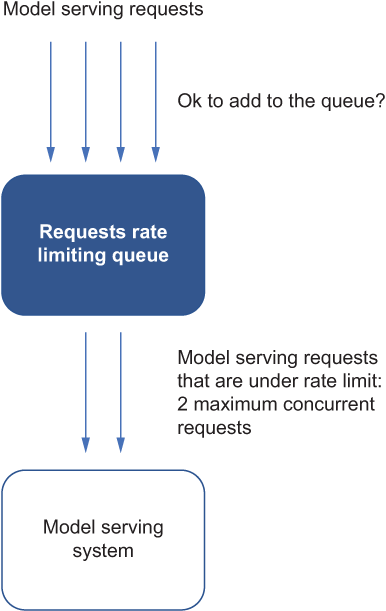 Model serving requests
Ok to add to the queue?
Requests rate
limiting queue
Model serving requests
that are under rate limit:
2 maximum concurrent
requests
Model serving
system